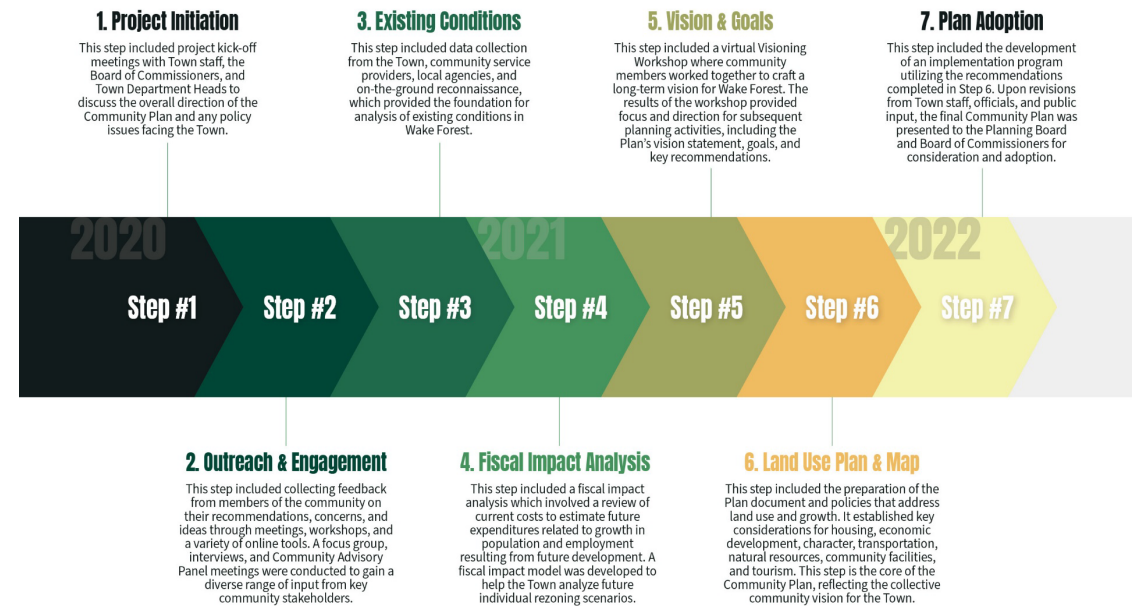 1. Project Initiation
This step included project kick-off
meetings with Town staff, the
Board of Commissioners, and
Town Department Heads to
discuss the overall direction of the
Community Plan and any policy
issues facing the Town.
3. Existing Conditions
This step included data collection
from the Town, community service
providers, local agencies, and
on-the-ground reconnaissance,
which provided the foundation for
analysis of existing conditions in
Wake Forest.
5. Vision & Goals
This step included a virtual Visioning
Workshop where community
members worked together to craft a
long-term vision for Wake Forest. The
results of the workshop provided
focus and direction for subsequent
planning activities, including the
Plan's vision statement, goals, and
key recommendations.
7. Plan Adoption
This step included the development
of an implementation program
utilizing the recommendations
completed in Step 6. Upon revisions
from Town staff, officials, and public
input, the final Community Plan was
presented to the Planning Board
and Board of Commissioners for
consideration and adoption.
2020
2021
2022
Step #1
Step #2
Step #3
Step #4
Step #5
Step #6
Step #7
2. Outreach & Engagement
This step included collecting feedback
from members of the community on
their recommendations, concerns, and
ideas through meetings, workshops, and
a variety of online tools. A focus group,
interviews, and Community Advisory
Panel meetings were conducted to gain a
diverse range of input from key
community stakeholders.
4. Fiscal Impact Analysis
This step included a fiscal impact
analysis which involved a review of
current costs to estimate future
expenditures related to growth in
population and employment
resulting from future development. A
fiscal impact model was developed to
help the Town analyze future
individual rezoning scenarios.
6. Land Use Plan & Map
This step included the preparation of the
Plan document and policies that address
land use and growth. It established key
considerations for housing, economic
development, character, transportation,
natural resources, community facilities,
and tourism. This step is the core of the
Community Plan, reflecting the collective
community vision for the Town.